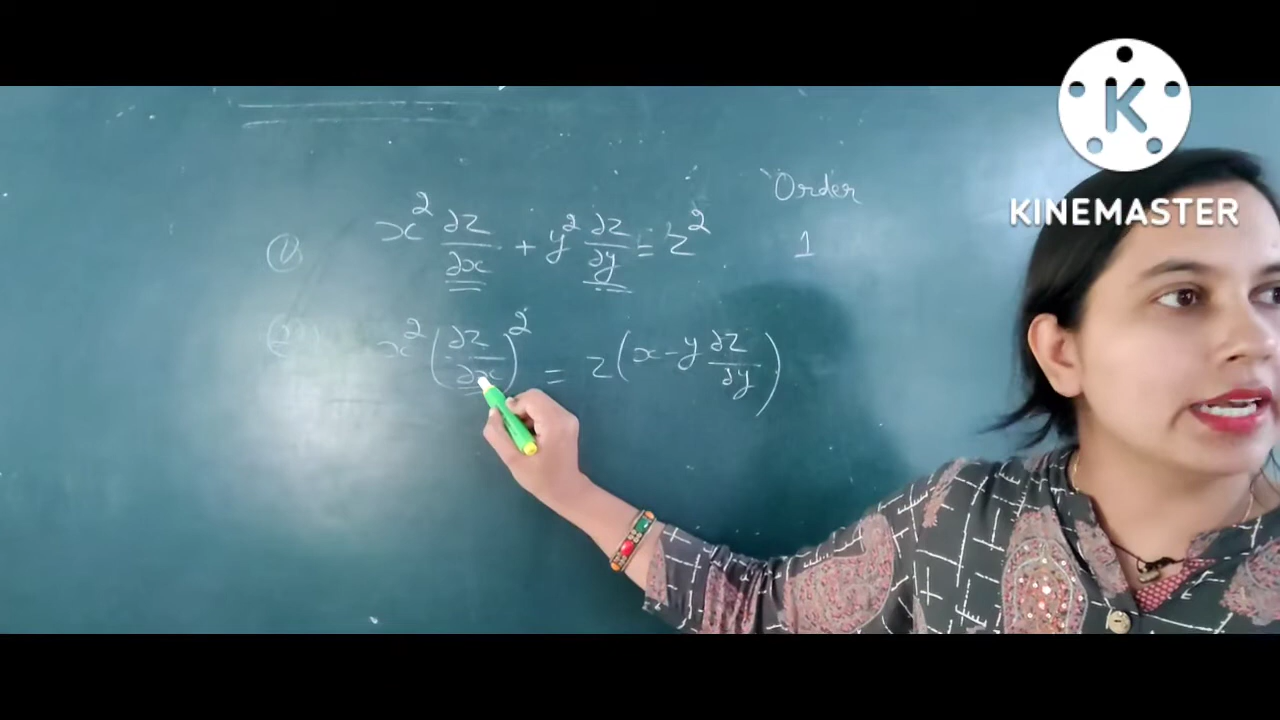 Order
(1) x² ∂z/∂x + y² ∂z/∂y = z² 1
(2) x² (∂z/∂x)² = z(x - y ∂z/∂y)
K
KINEMASTER